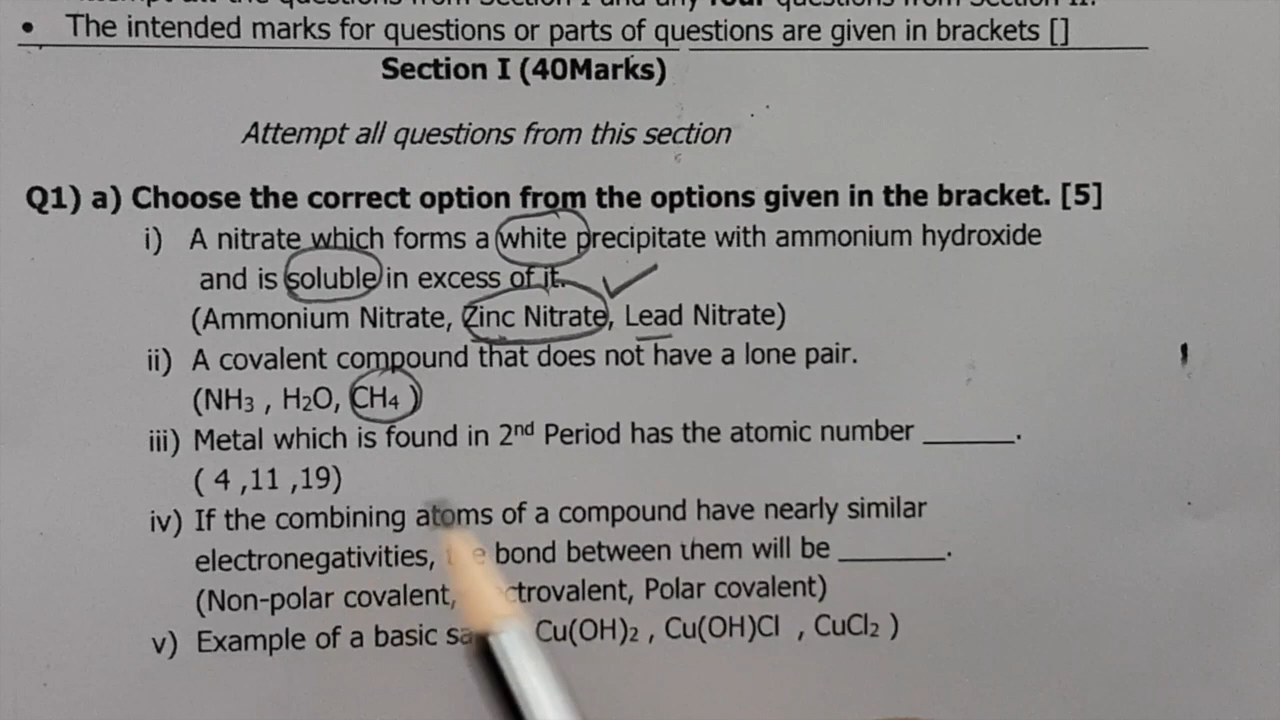 • The intended marks for questions or parts of questions are given in brackets []
Section I (40Marks)
Attempt all questions from this section
Q1) a) Choose the correct option from the options given in the bracket. [5]
i) A nitrate which forms a white precipitate with ammonium hydroxide
and is soluble in excess of it.
(Ammonium Nitrate, Zinc Nitrate, Lead Nitrate)
ii) A covalent compound that does not have a lone pair.
(NH₃ , H₂O, CH₄ )
iii) Metal which is found in 2ⁿᵈ Period has the atomic number ______.
( 4 ,11 ,19)
iv) If the combining atoms of a compound have nearly similar
electronegativities, bond between them will be _______.
(Non-polar covalent, Polar covalent)
v) Example of a basic Cu(OH)₂ , Cu(OH)Cl , CuCl₂ )